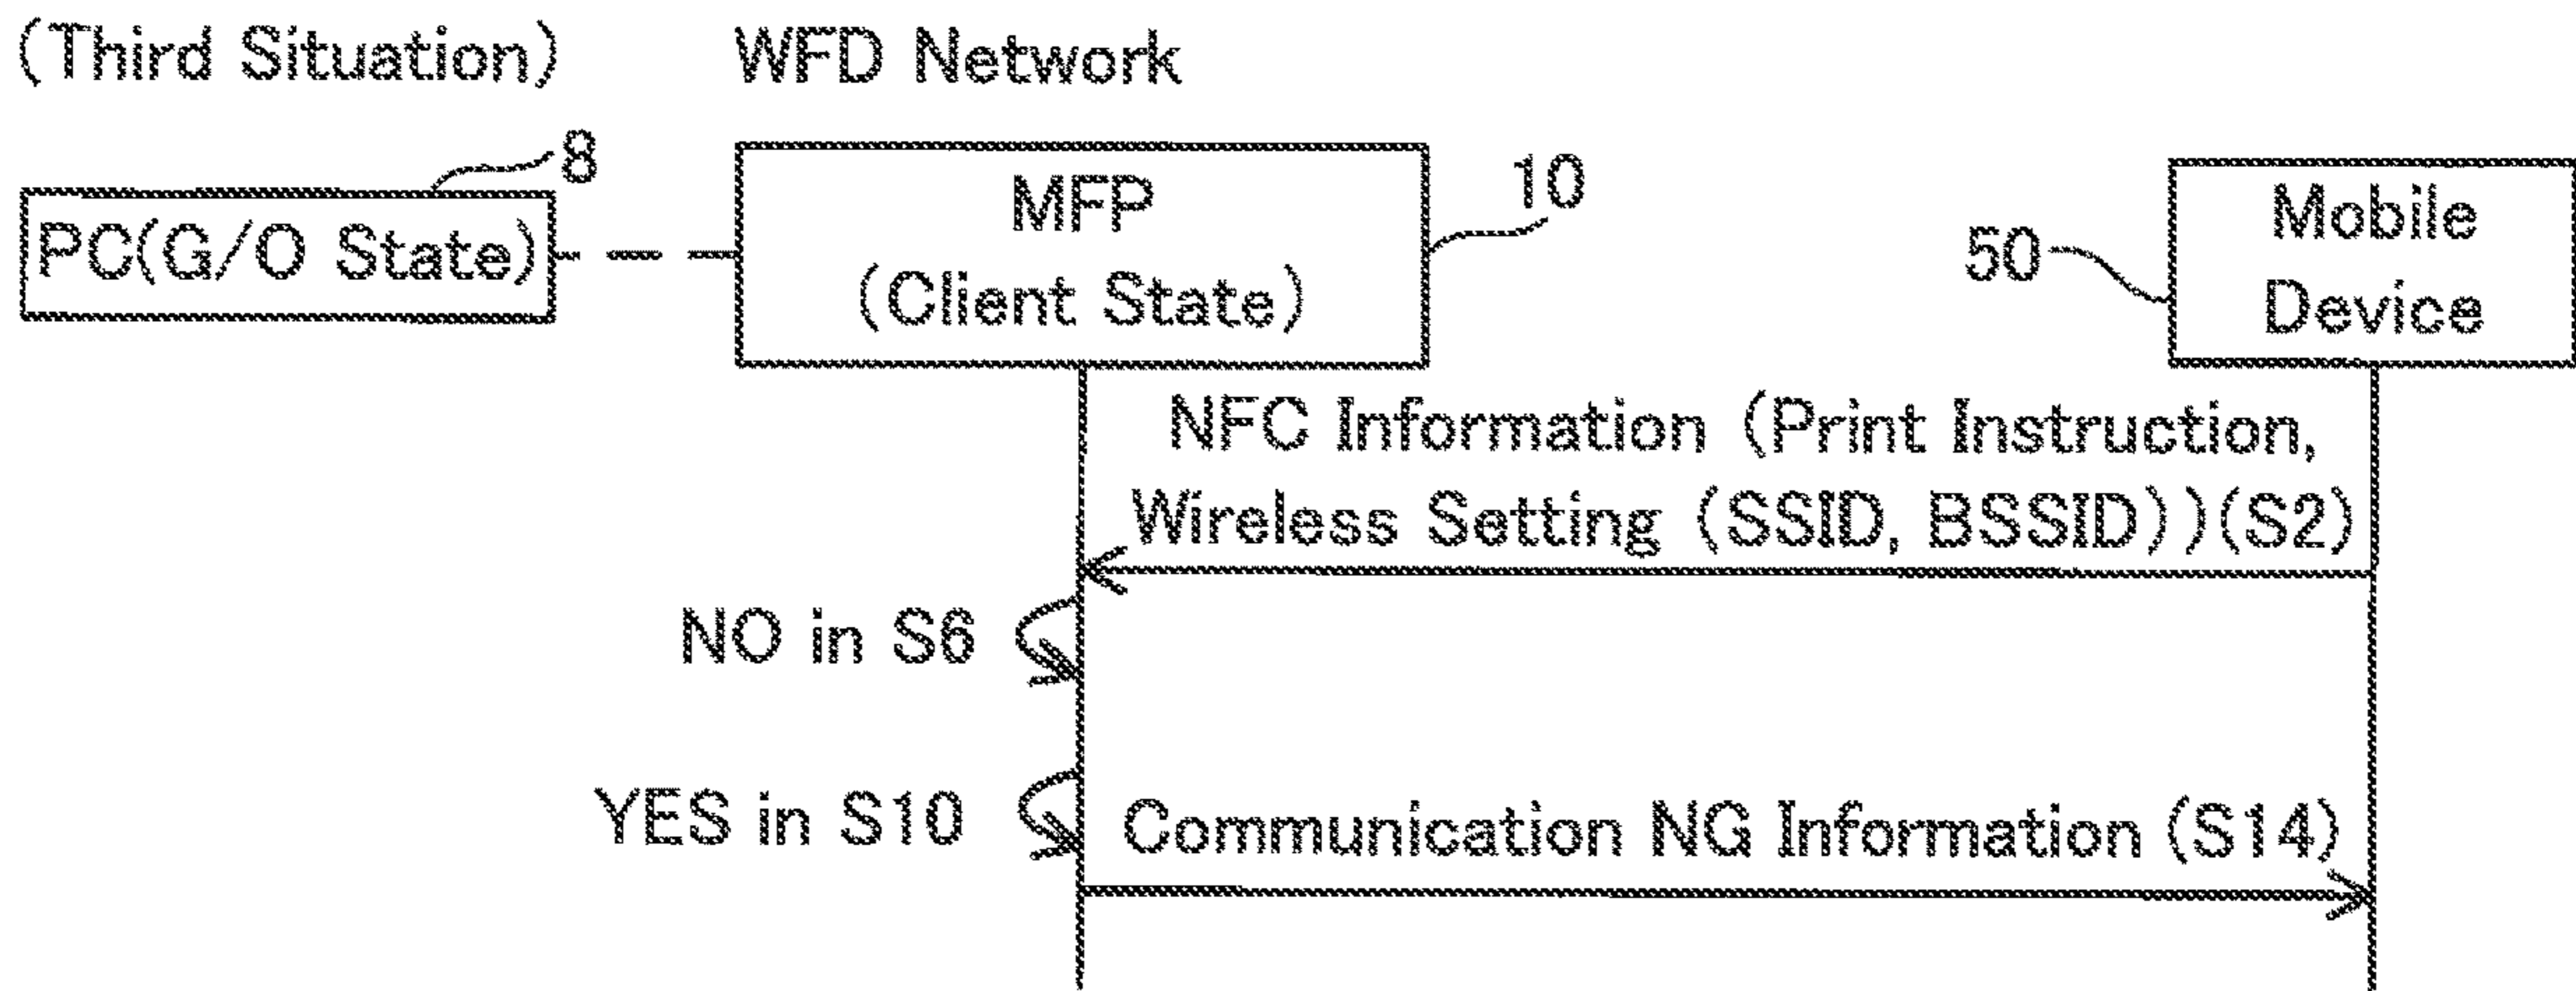 (Third Situation)
WFD Network
8
PC(G/O State)
MFP
(Client State)
10
50
Mobile
Device
NFC Information (Print Instruction,
Wireless Setting (SSID, BSSID))(S2)
NO in S6
YES in S10
Communication NG Information (S14)